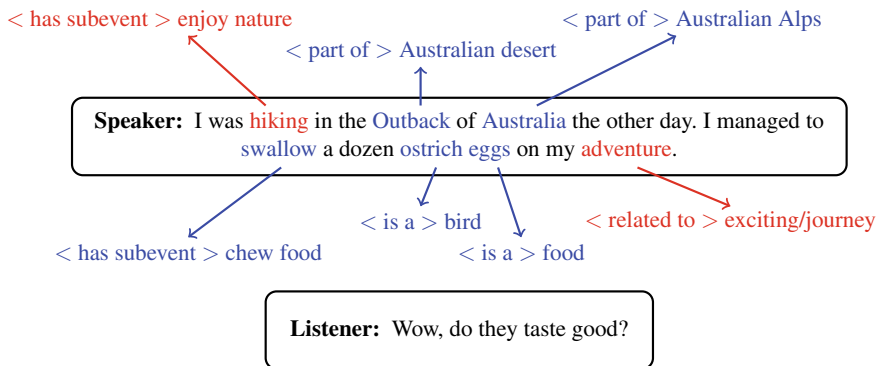 < has subevent > enjoy nature
< part of > Australian Alps
< part of > Australian desert
Speaker: I was hiking in the Outback of Australia the other day. I managed to
swallow a dozen ostrich eggs on my adventure.
< is a > bird
< related to > exciting/journey
< has subevent > chew food
< is a > food
Listener: Wow, do they taste good?